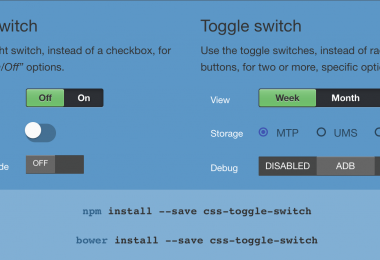 witch
Toggle switch
ht switch, instead of a checkbox, for
n/Off" options.
Use the toggle switches, instead of ra
buttons, for two or more, specific optio
Off On
View Week Month
Storage MTP UMS
de OFF
Debug DISABLED ADB
npm install --save css-toggle-switch
bower install --save css-toggle-switch